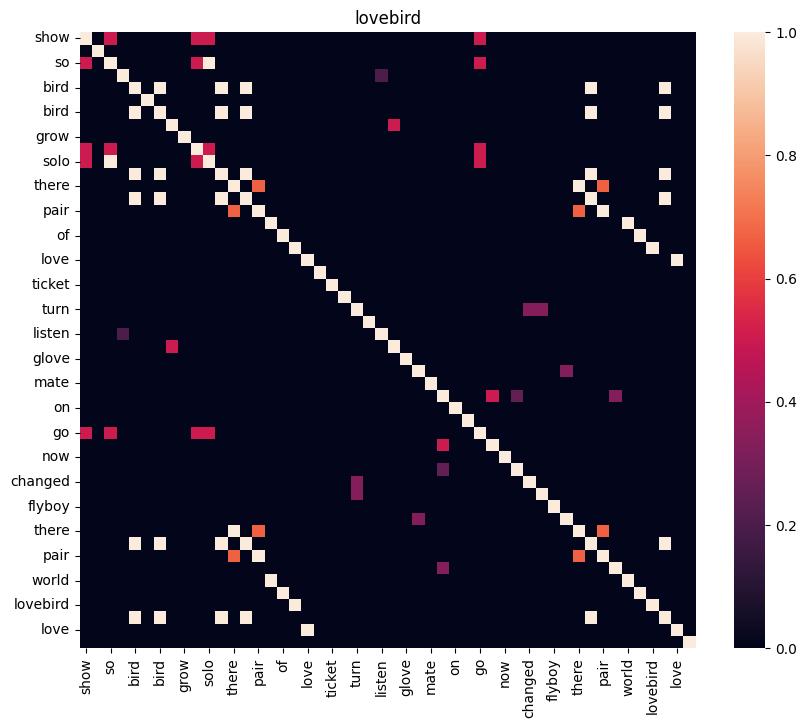 lovebird
show
so
bird
bird
grow
solo
there
pair
of
love
ticket
turn
listen
glove
mate
on
go
now
changed
flyboy
there
pair
world
lovebird
love
show
so
bird
bird
grow
solo
there
pair
of
love
ticket
turn
listen
glove
mate
on
go
now
changed
flyboy
there
pair
world
lovebird
love
1.0
0.8
0.6
0.4
0.2
0.0